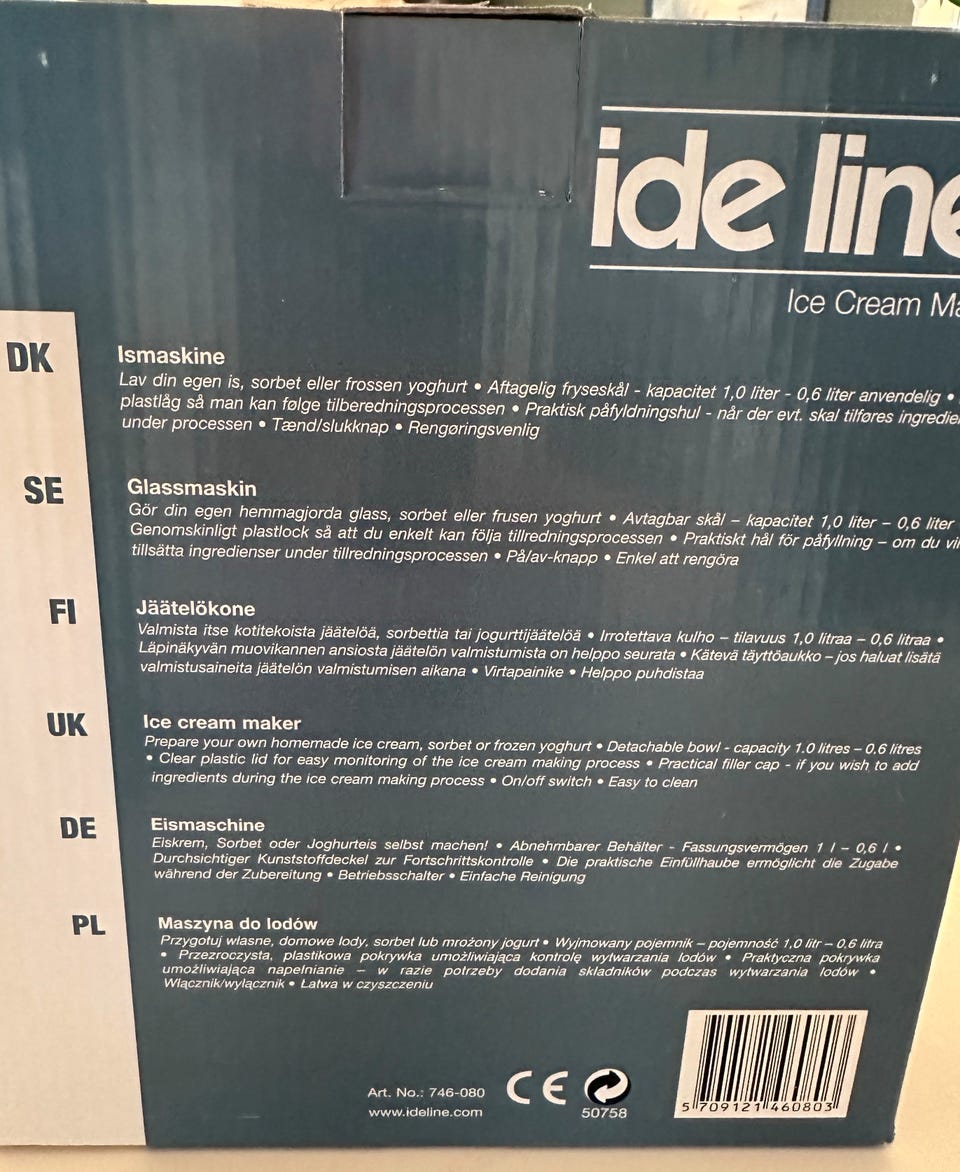 ide line
Ice Cream
DK
Ismaskine
Lav din egen is, sorbet eller frossen yoghurt • Aftagelig fryseskål - kapacitet 1,0 liter - 0,6 liter anvendelig •
plastlåg så man kan følge tilberedningsprocessen • Praktisk påfyldningshul - når der evt. skal tilføres
under processen • Tænd/slukknap • Rengøringsvenlig
SE
Glassmaskin
Gör din egen hemmagjorda glass, sorbet eller frusen yoghurt • Avtagbar skål – kapacitet 1,0 liter – 0,6 liter
Genomskinligt plastlock så att du enkelt kan följa tillredningsprocessen • Praktiskt hål för påfyllning – om du
tillsätta ingredienser under tillredningsprocessen • På/av-knapp • Enkel att rengöra
FI
Jäätelökone
Valmista itse kotitekoista jäätelöä, sorbettia tai jogurttijäätelöä • Irrotettava kulho – tilavuus 1,0 litraa – 0,6 litraa •
Läpinäkyvän muovikannen ansiosta jäätelön valmistumista on helppo seurata • Kätevä täyttöaukko – jos haluat lisätä
valmistusaineita jäätelön valmistumisen aikana • Virtapainike • Helppo puhdistaa
UK
Ice cream maker
Prepare your own homemade ice cream, sorbet or frozen yoghurt • Detachable bowl - capacity 1.0 litres – 0.6 litres
• Clear plastic lid for easy monitoring of the ice cream making process • Practical filler cap - if you wish to add
ingredients during the ice cream making process • On/off switch • Easy to clean
DE
Eismaschine
Eiskrem, Sorbet oder Joghurteis selbst machen! • Abnehmbarer Behälter - Fassungsvermögen 1 l – 0,6 l •
Durchsichtiger Kunststoffdeckel zur Fortschrittskontrolle • Die praktische Einfüllhaube ermöglicht die Zugabe
während der Zubereitung • Betriebsschalter • Einfache Reinigung
PL
Maszyna do lodów
Przygotuj własne, domowe lody, sorbet lub mrożony jogurt • Wyjmowany pojemnik – pojemność 1,0 litr – 0,6 litra
• Przezroczysta, plastikowa pokrywka umożliwiająca kontrolę wytwarzania lodów • Praktyczna pokrywka
umożliwiająca napełnianie – w razie potrzeby dodania składników podczas wytwarzania lodów •
Włącznik/wyłącznik • Łatwa w czyszczeniu
Art. No.: 746-080
www.ideline.com
CE
50758
5 709121 460803